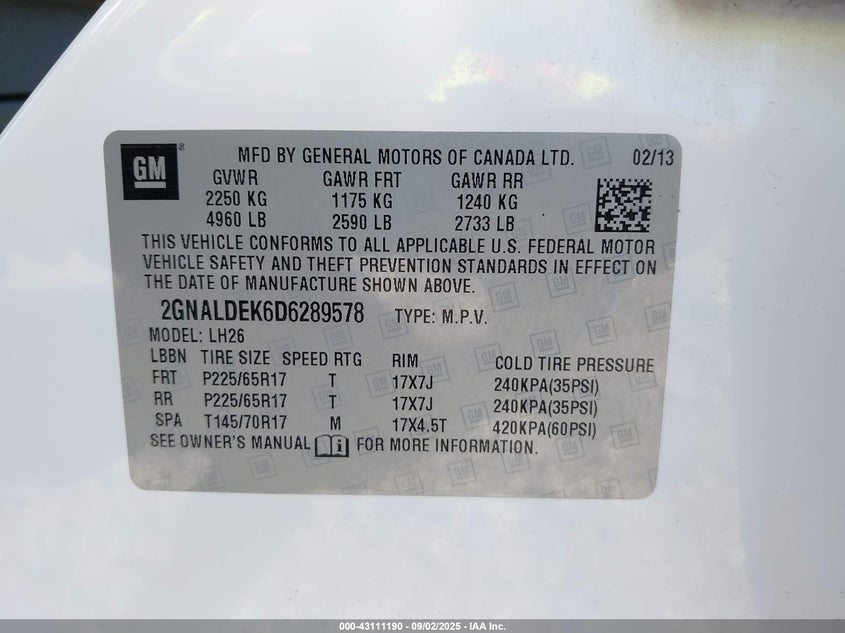 GM ®
MFD BY GENERAL MOTORS OF CANADA LTD. 02/13
GVWR GAWR FRT GAWR RR
2250 KG 1175 KG 1240 KG
4960 LB 2590 LB 2733 LB
THIS VEHICLE CONFORMS TO ALL APPLICABLE U.S. FEDERAL MOTOR
VEHICLE SAFETY AND THEFT PREVENTION STANDARDS IN EFFECT ON
THE DATE OF MANUFACTURE SHOWN ABOVE.
2GNALDEK6D6289578 TYPE: M.P.V.
MODEL: LH26
LBBN TIRE SIZE SPEED RTG RIM COLD TIRE PRESSURE
FRT P225/65R17 T 17X7J 240KPA(35PSI)
RR P225/65R17 T 17X7J 240KPA(35PSI)
SPA T145/70R17 M 17X4.5T 420KPA(60PSI)
SEE OWNER'S MANUAL FOR MORE INFORMATION.
000-43111190 - 09/02/2025 - IAA Inc.